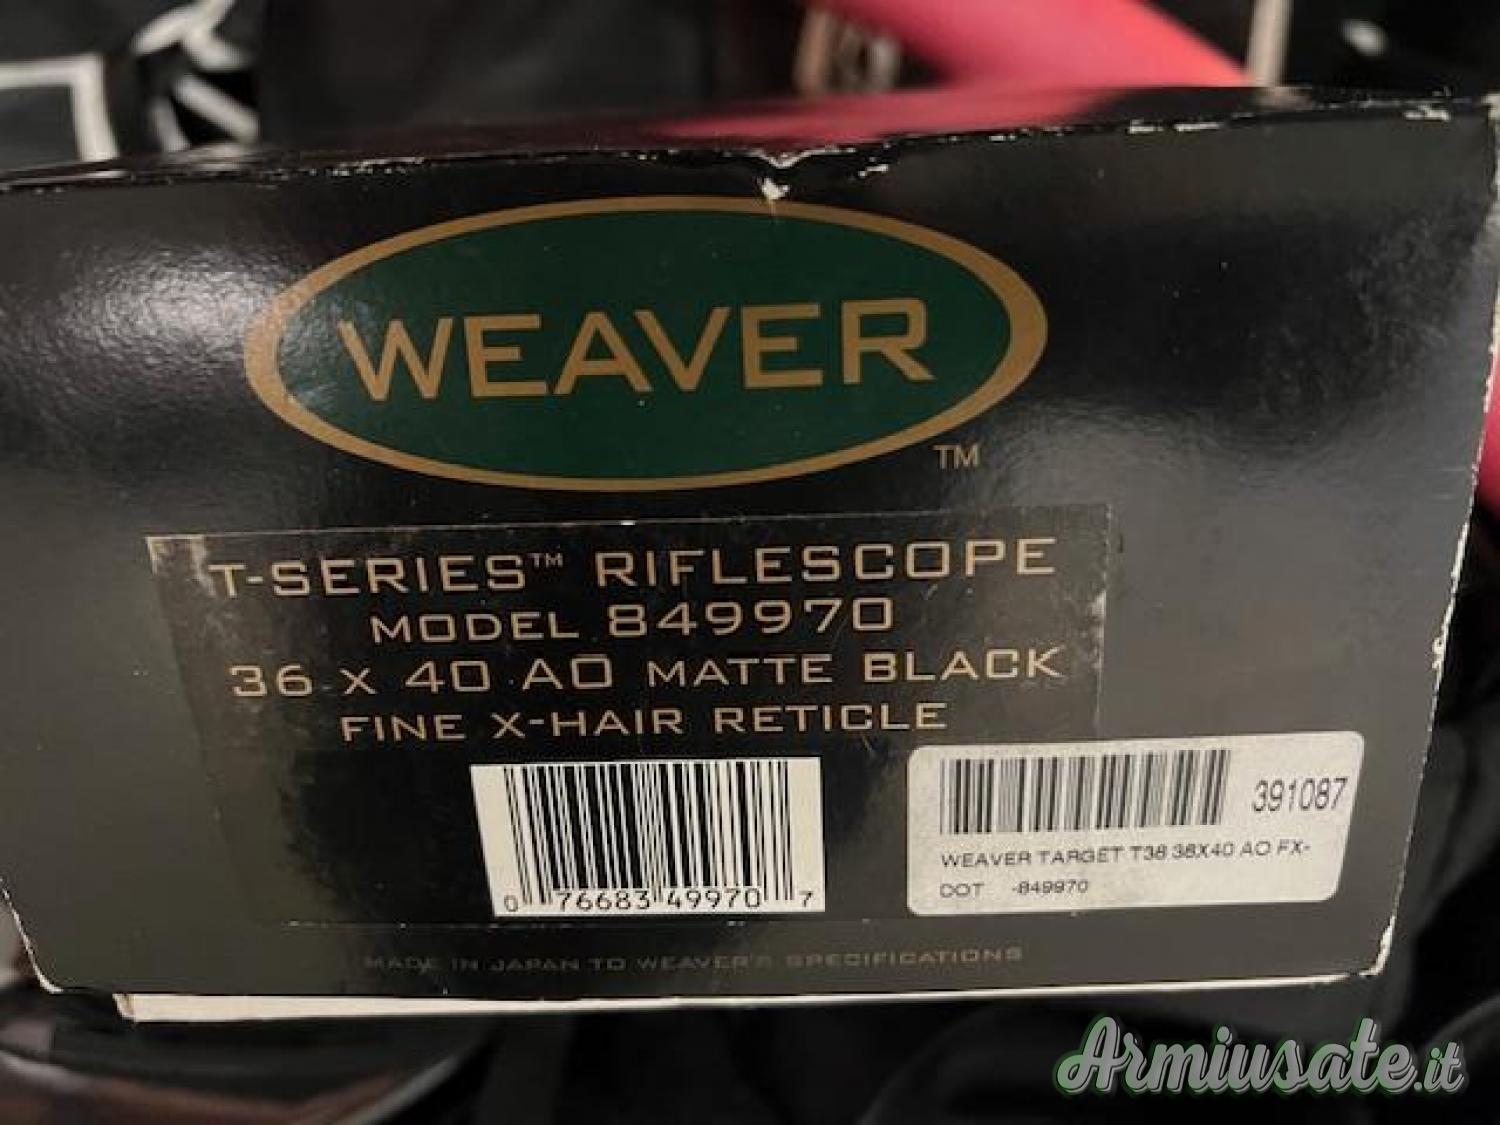 WEAVER
TM
T-SERIES™ RIFLESCOPE
MODEL 849970
36 X 40 AO MATTE BLACK
FINE X-HAIR RETICLE
0 76683 49970 7
391087
WEAVER TARGET T36 36X40 AO FX-
DOT -849970
MADE IN JAPAN TO WEAVER'S SPECIFICATIONS
Armiusate.it